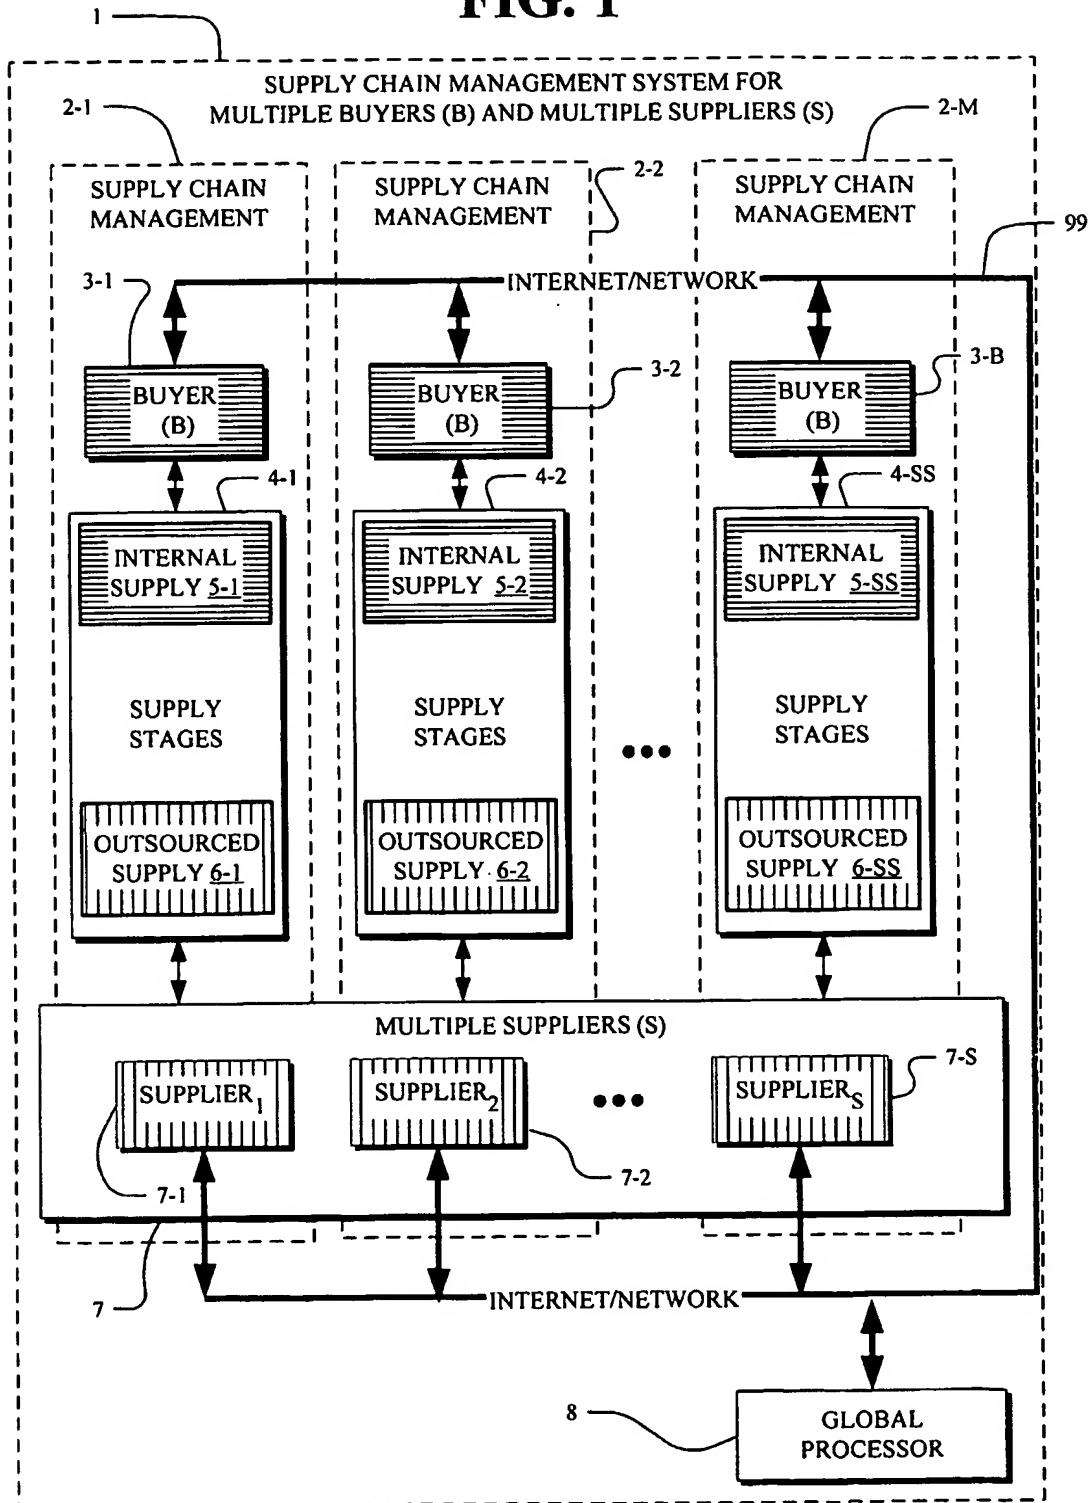 FIG. 1
1
SUPPLY CHAIN MANAGEMENT SYSTEM FOR
MULTIPLE BUYERS (B) AND MULTIPLE SUPPLIERS (S)
2-1
2-M
SUPPLY CHAIN
MANAGEMENT
SUPPLY CHAIN
MANAGEMENT
2-2
SUPPLY CHAIN
MANAGEMENT
99
INTERNET/NETWORK
3-1
BUYER
(B)
BUYER
(B)
3-2
BUYER
(B)
3-B
4-1
4-2
4-SS
INTERNAL
SUPPLY 5-1
INTERNAL
SUPPLY 5-2
INTERNAL
SUPPLY 5-SS
SUPPLY
STAGES
SUPPLY
STAGES
SUPPLY
STAGES
OUTSOURCED
SUPPLY 6-1
OUTSOURCED
SUPPLY 6-2
OUTSOURCED
SUPPLY 6-SS
MULTIPLE SUPPLIERS (S)
SUPPLIER1
SUPPLIER2
SUPPLIERS
7-S
7-1
7-2
7
INTERNET/NETWORK
8
GLOBAL
PROCESSOR